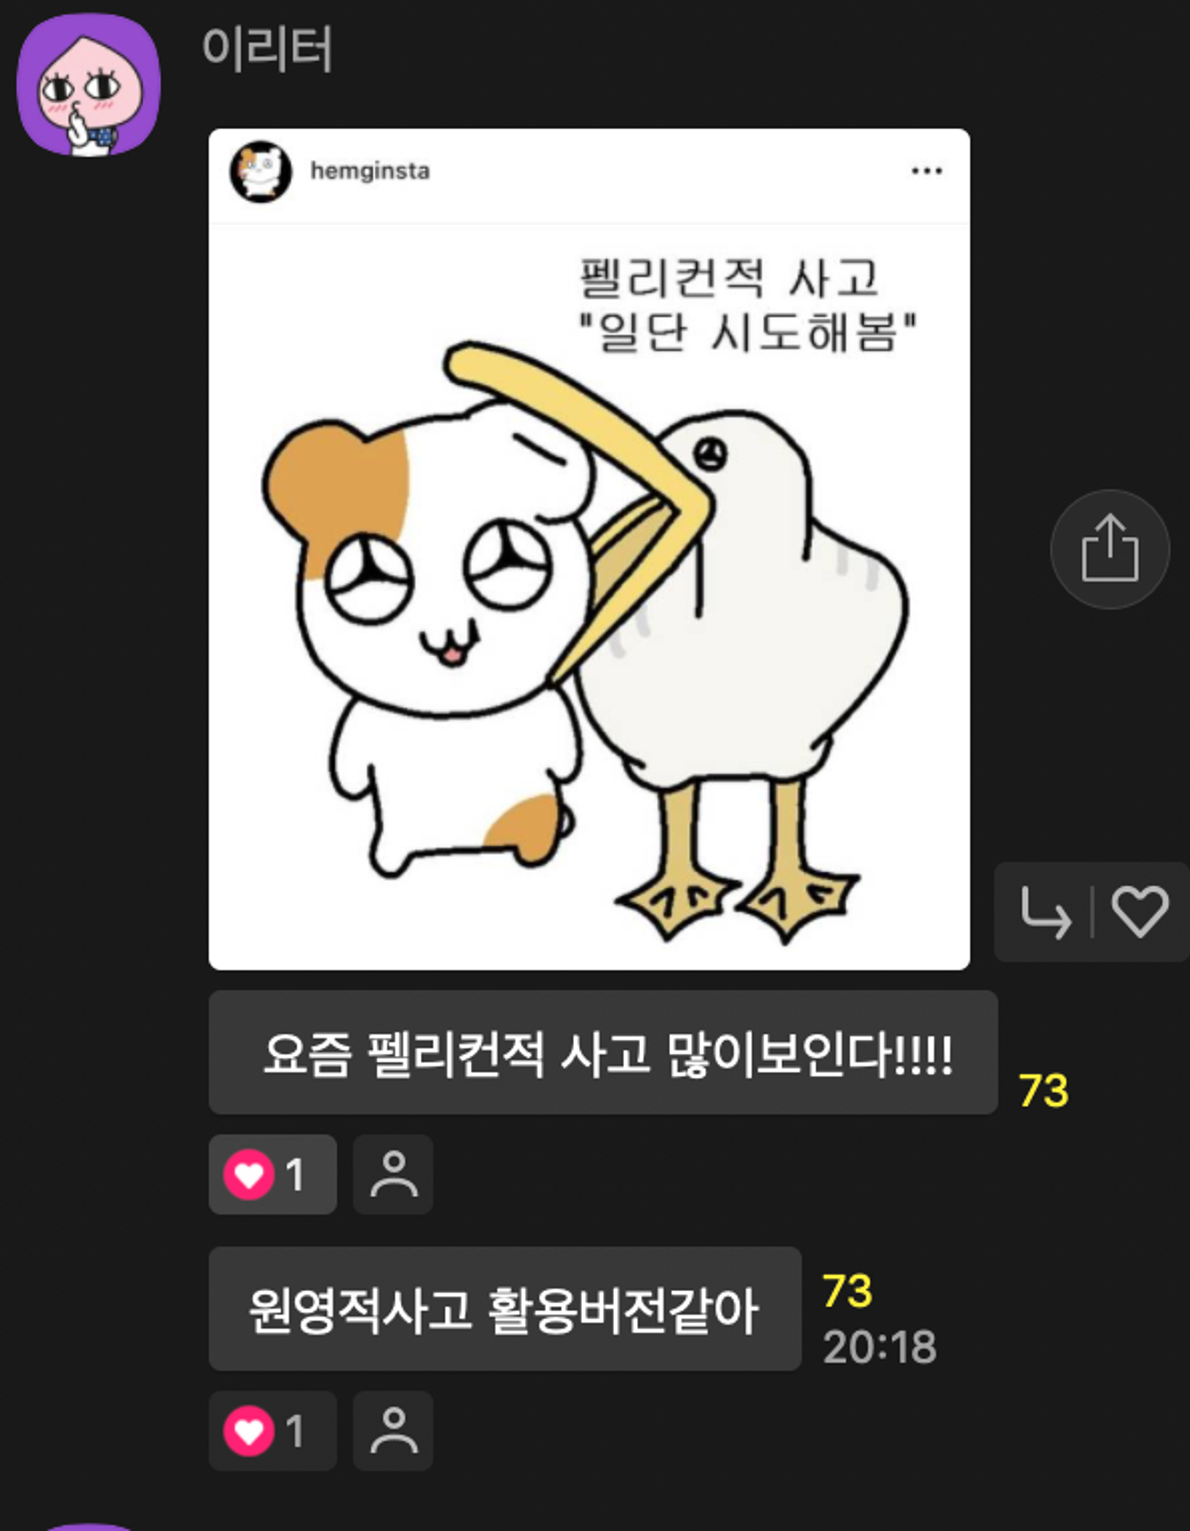 이리터
hemginsta
펠리컨적 사고
"일단 시도해봄"
요즘 펠리컨적 사고 많이보인다!!!!
73
1
원영적사고 활용버전같아
73
20:18
1